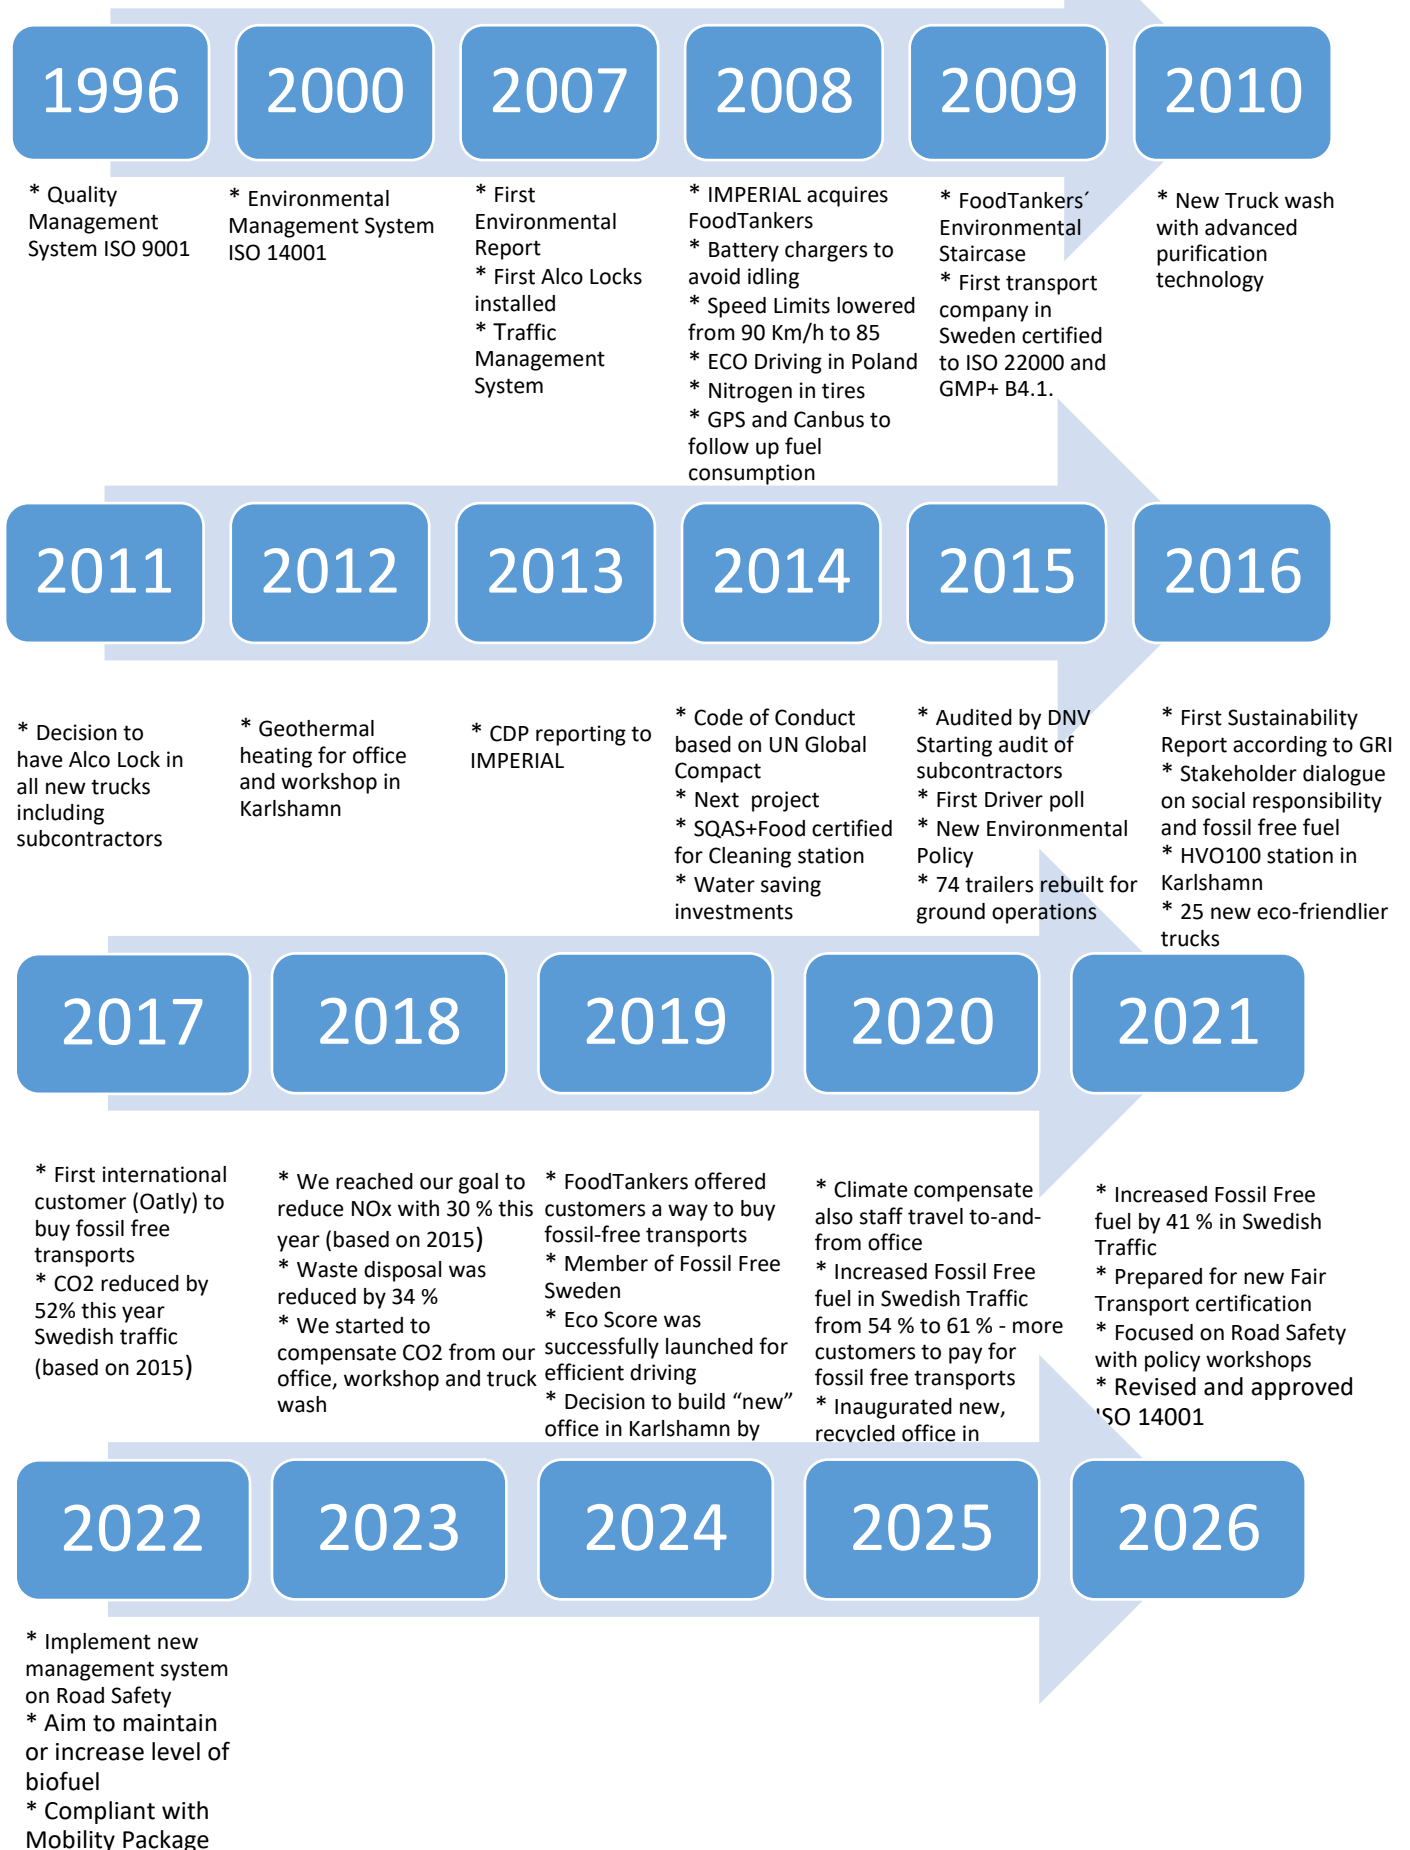 1996
2000
2007
2008
2009
2010
* Quality
Management
System ISO 9001
* Environmental
Management System
ISO 14001
* First
Environmental
Report
* First Alco Locks
installed
* Traffic
Management
System
* IMPERIAL acquires
FoodTankers
* Battery chargers to
avoid idling
* Speed Limits lowered
from 90 Km/h to 85
* ECO Driving in Poland
* Nitrogen in tires
* GPS and Canbus to
follow up fuel
consumption
* FoodTankers´
Environmental
Staircase
* First transport
company in
Sweden certified
to ISO 22000 and
GMP+ B4.1.
* New Truck wash
with advanced
purification
technology
2011
2012
2013
2014
2015
2016
* Decision to
have Alco Lock in
all new trucks
including
subcontractors
* Geothermal
heating for office
and workshop in
Karlshamn
* CDP reporting to
IMPERIAL
* Code of Conduct
based on UN Global
Compact
* Next  project
* SQAS+Food certified
for Cleaning station
* Water saving
investments
* Audited by DNV
Starting audit of
subcontractors
* First Driver poll
* New Environmental
Policy
* 74 trailers rebuilt for
ground operations
* First Sustainability
Report according to GRI
* Stakeholder dialogue
on social responsibility
and fossil free fuel
* HVO100 station in
Karlshamn
* 25 new eco-friendlier
trucks
2017
2018
2019
2020
2021
* First international
customer (Oatly) to
buy fossil free
transports
* CO2 reduced by
52% this year
Swedish traffic
(based on 2015)
* We reached our goal to
reduce NOx with 30 % this
year (based on 2015)
* Waste disposal was
reduced by 34 %
* We started to
compensate CO2 from our
office, workshop and truck
wash
* FoodTankers offered
customers a way to buy
fossil-free transports
* Member of Fossil Free
Sweden
* Eco Score was
successfully launched for
efficient driving
* Decision to build “new”
office in Karlshamn by
* Climate compensate
also staff travel to-and-
from office
* Increased Fossil Free
fuel in Swedish Traffic
from 54 % to 61 % - more
customers to pay for
fossil free transports
* Inaugurated new,
recycled office in
* Increased Fossil Free
fuel by 41 % in Swedish
Traffic
* Prepared for new Fair
Transport certification
* Focused on Road Safety
with policy workshops
* Revised and approved
ISO 14001
2022
2023
2024
2025
2026
* Implement new
management system
on Road Safety
* Aim to maintain
or increase level of
biofuel
* Compliant with
Mobility Package